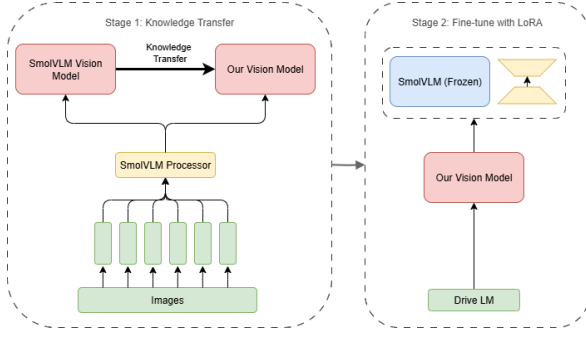 Stage 1: Knowledge Transfer
SmolVLM Vision
Model
Knowledge
Transfer
Our Vision Model
SmolVLM Processor
Images
Stage 2: Fine-tune with LoRA
SmolVLM (Frozen)
Our Vision Model
Drive LM